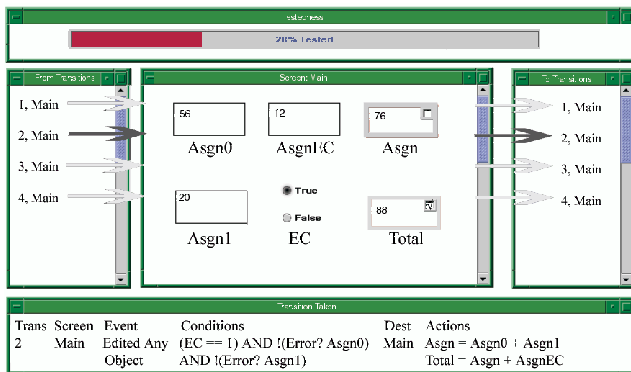 Testedness
28% Tested
From Transitions
Screen: Main
To Transitions
1, Main
2, Main
3, Main
4, Main
56
12
76
Asgn0
Asgn1EC
Asgn
20
True
False
88
Asgn1
EC
Total
1, Main
2, Main
3, Main
4, Main
Transition Taken
Trans Screen Event Conditions Dest Actions
2 Main Edited Any (EC == 1) AND !(Error? Asgn0) Main Asgn = Asgn0 + Asgn1
Object AND !(Error? Asgn1) Total = Asgn + AsgnEC